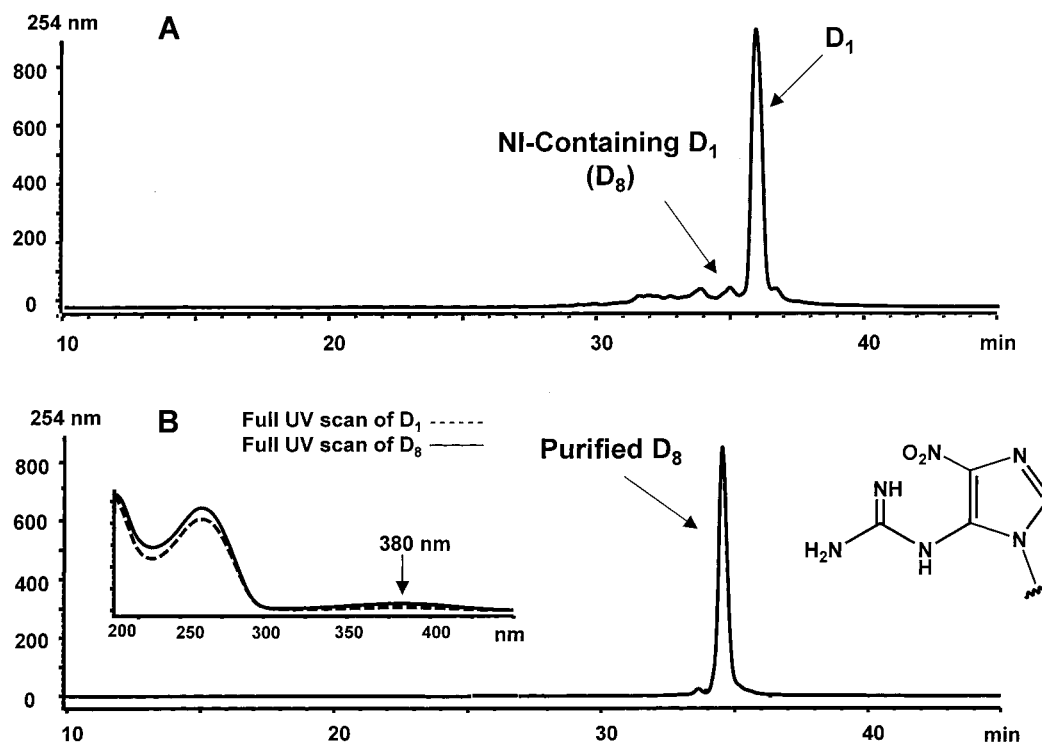 254 nm
A
D₁
800
600
400
200
0
NI-Containing D₁
(D₈)
10
20
30
40
min
254 nm
B
Full UV scan of D₁
Full UV scan of D₈
800
600
400
200
0
380 nm
200
250
300
350
400
nm
Purified D₈
O₂N
N
NH
N
H₂N
N
H
10
20
30
40
min